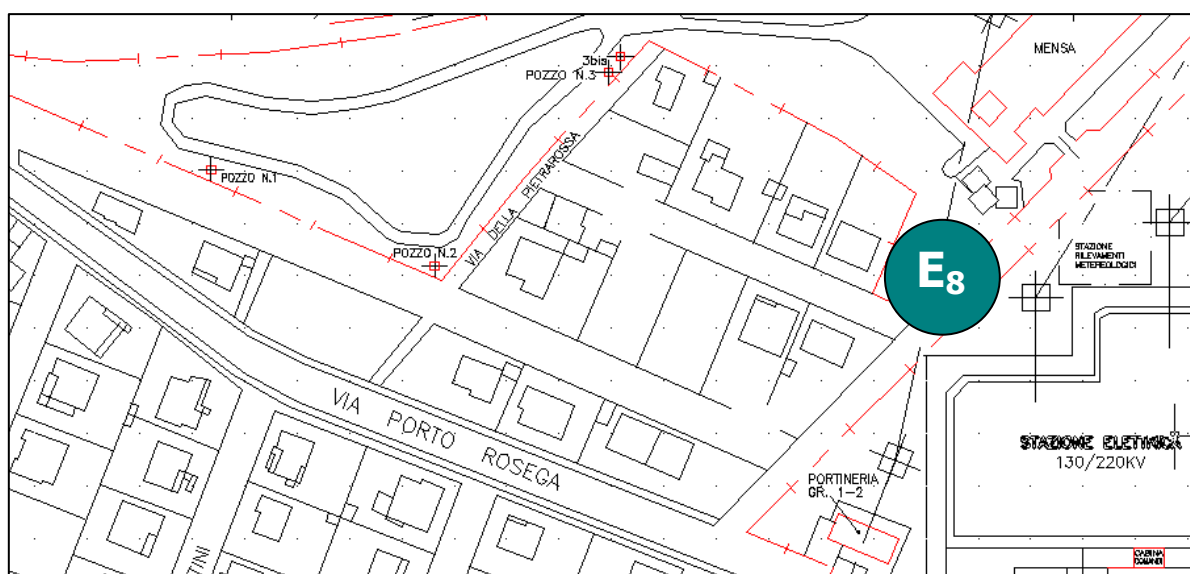 MENSA
3bis
POZZO N.3
POZZO N.1
VIA DELLA PIETRAROSSA
POZZO N.2
STAZIONE
RILEVAMENTI
METEREOLOGICI
E8
VIA PORTO ROSEGA
STAZIONE ELETTRICA
130/220KV
PORTINERIA
GR. 1-2
CABINA
COMANDI